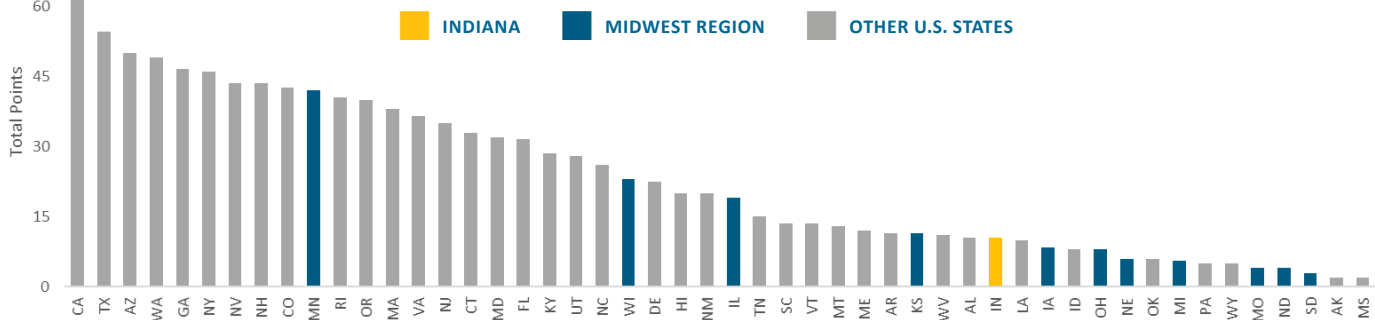 60
INDIANA MIDWEST REGION OTHER U.S. STATES
45
Total Points
30
15
0
CA TX AZ WA GA NY NV NH CO MN RI OR MA VA NJ CT MD FL KY UT NC WI DE HI NM IL TN SC VT MT ME AR KS WV AL IN LA IA ID OH NE OK MI PA WY MO ND SD AK MS